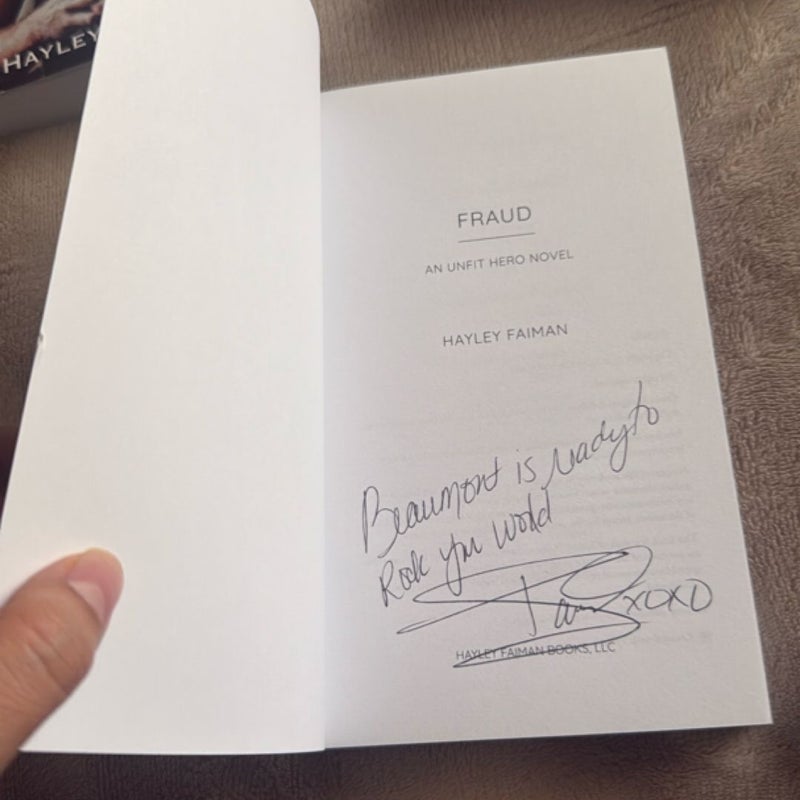 HAYLEY
FRAUD
AN UNFIT HERO NOVEL
HAYLEY FAIMAN
Beaumont is ready to
Rock your world
XOXO
HAYLEY FAIMAN BOOKS, LLC